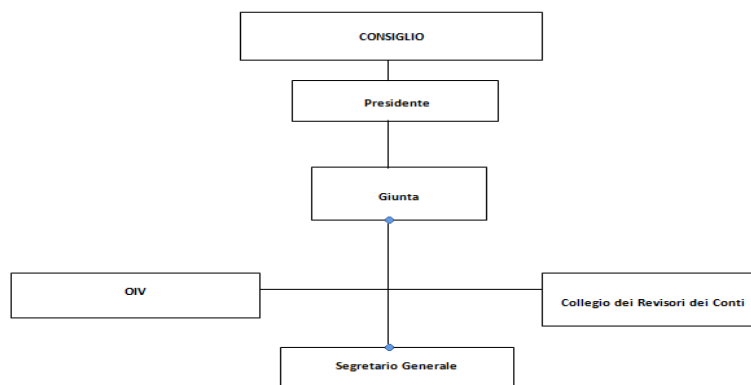 CONSIGLIO
Presidente
Giunta
OIV
Collegio dei Revisori dei Conti
Segretario Generale